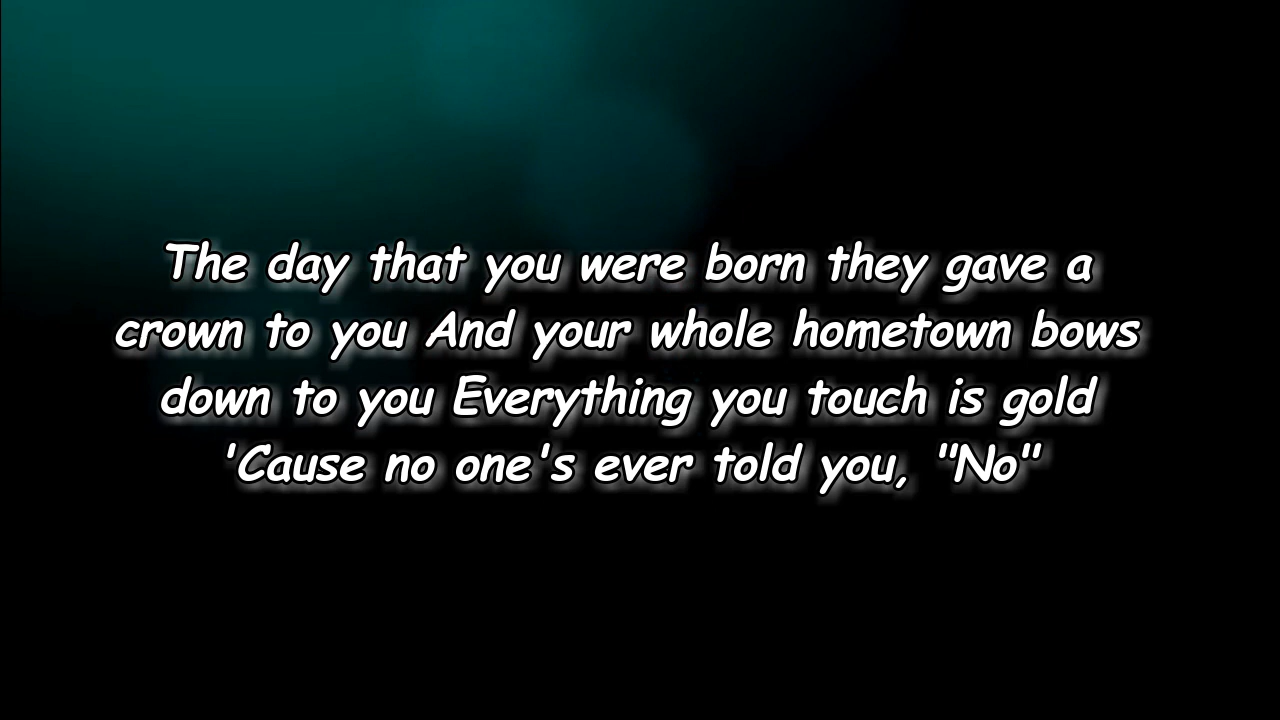 The day that you were born they gave a
crown to you And your whole hometown bows
down to you Everything you touch is gold
'Cause no one's ever told you, "No"